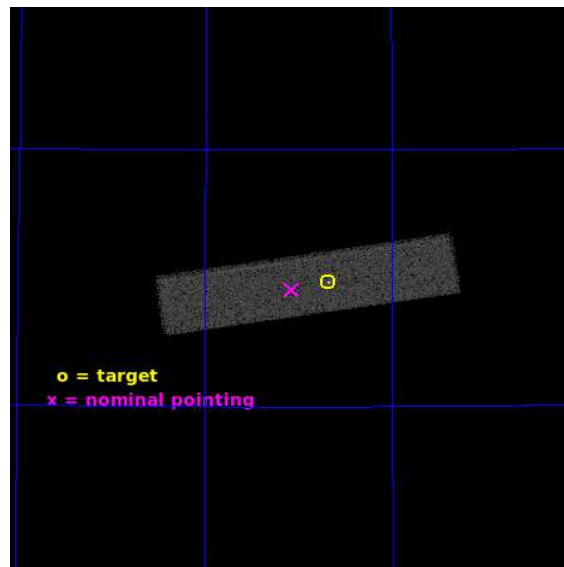 o = target
x = nominal pointing